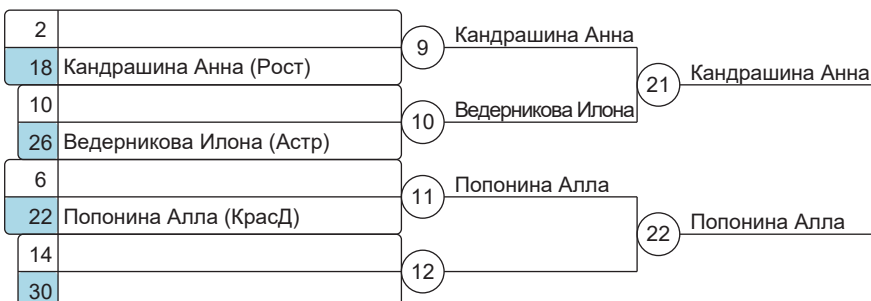 2
18 Кандрашина Анна (Рост)
10
26 Ведерникова Илона (Астр)
6
22 Попонина Алла (КрасД)
14
30
9 Кандрашина Анна
10 Ведерникова Илона
11 Попонина Алла
12
21 Кандрашина Анна
22 Попонина Алла